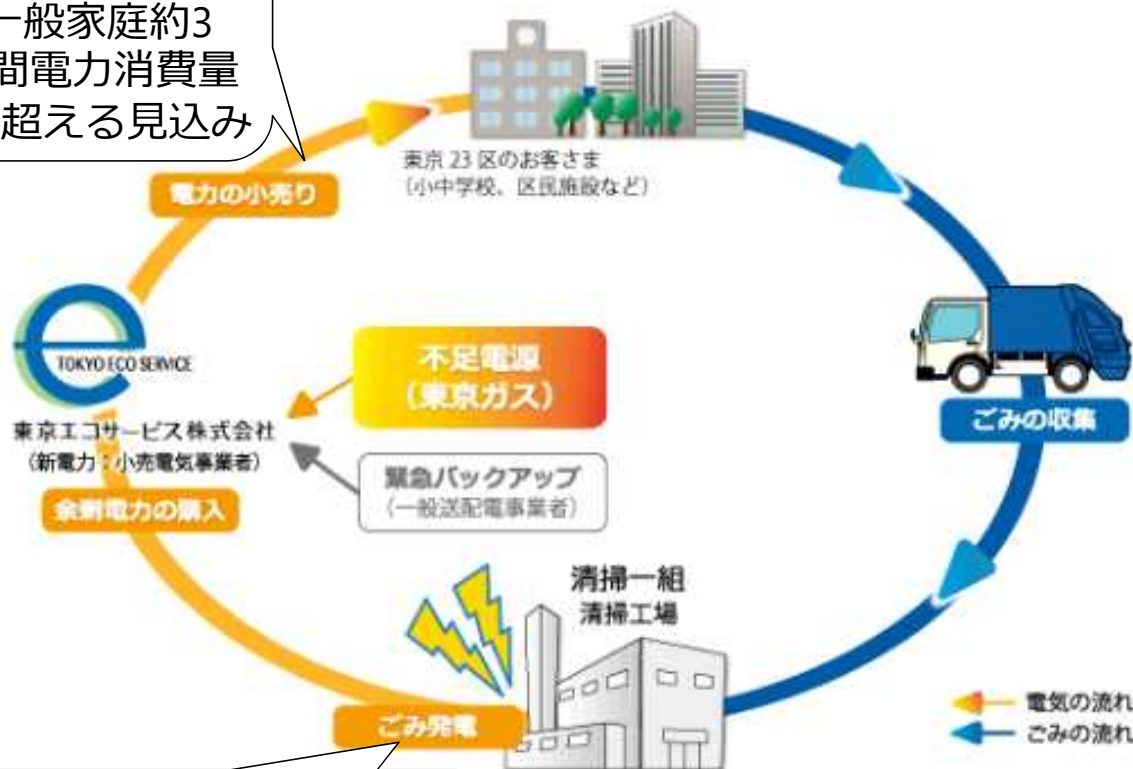 一般家庭約3
間電力消費量
超える見込み
東京 23 区のお客さま
（小中学校、区民施設など）
電力の小売り
TOKYO ECO SERVICE
東京エコサービス株式会社
（新電力：小売電気事業者）
不足電源
（東京ガス）
ごみの収集
緊急バックアップ
（一般送配電事業者）
余剰電力の購入
清掃一組
清掃工場
ごみ発電
電気の流れ
ごみの流れ